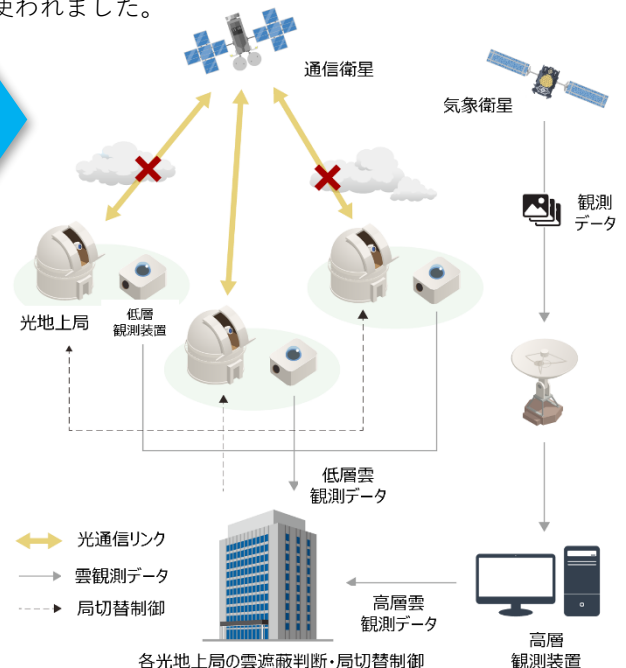 使われました。
通信衛星
気象衛星
観測
データ
光地上局
低層
観測装置
低層雲
観測データ
光通信リンク
雲観測データ
局切替制御
高層雲
観測データ
各光地上局の雲遮蔽判断・局切替制御
高層
観測装置